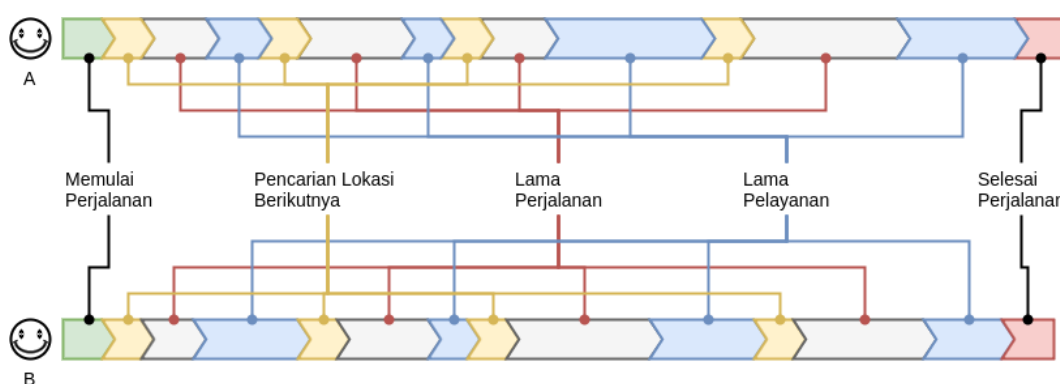 A
Memulai
Perjalanan
Pencarian Lokasi
Berikutnya
Lama
Perjalanan
Lama
Pelayanan
Selesai
Perjalanan
B